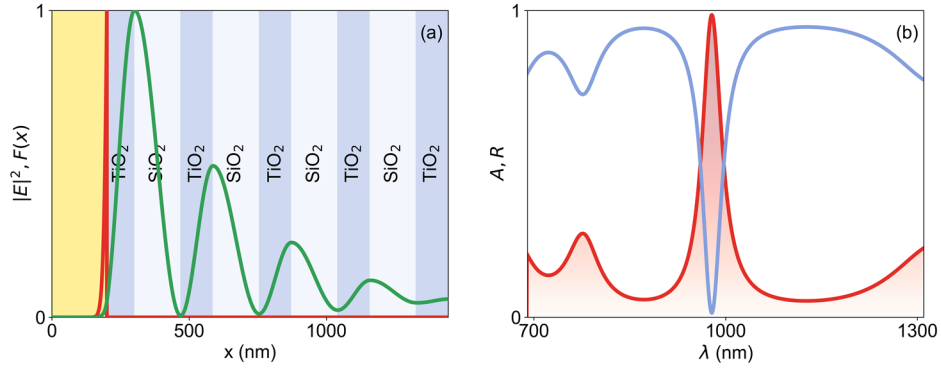 (a)
1
|E|², F(x)
TiO₂
SiO₂
TiO₂
SiO₂
TiO₂
SiO₂
TiO₂
SiO₂
TiO₂
0
0
500
1000
x (nm)
(b)
1
A, R
0
700
1000
1300
λ (nm)